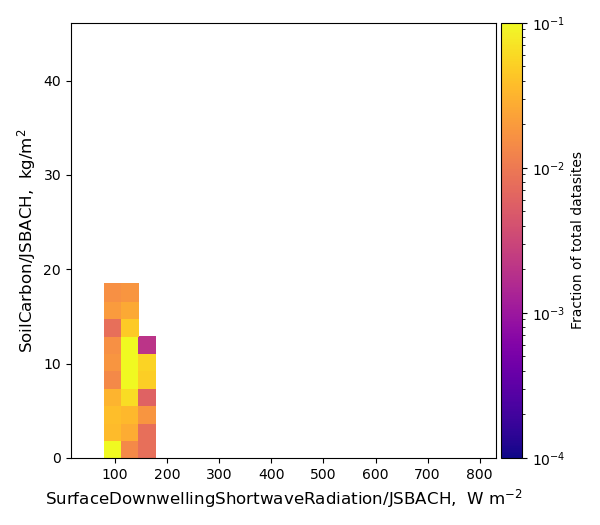 SoilCarbon/JSBACH,  kg/m²
40
30
20
10
0
100 200 300 400 500 600 700 800
SurfaceDownwellingShortwaveRadiation/JSBACH,  W m⁻²
10⁻¹
10⁻²
10⁻³
10⁻⁴
Fraction of total datasites